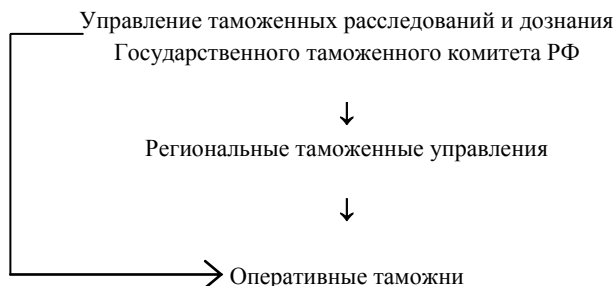 Управление таможенных расследований и дознания
Государственного таможенного комитета РФ
Региональные таможенные управления
Оперативные таможни